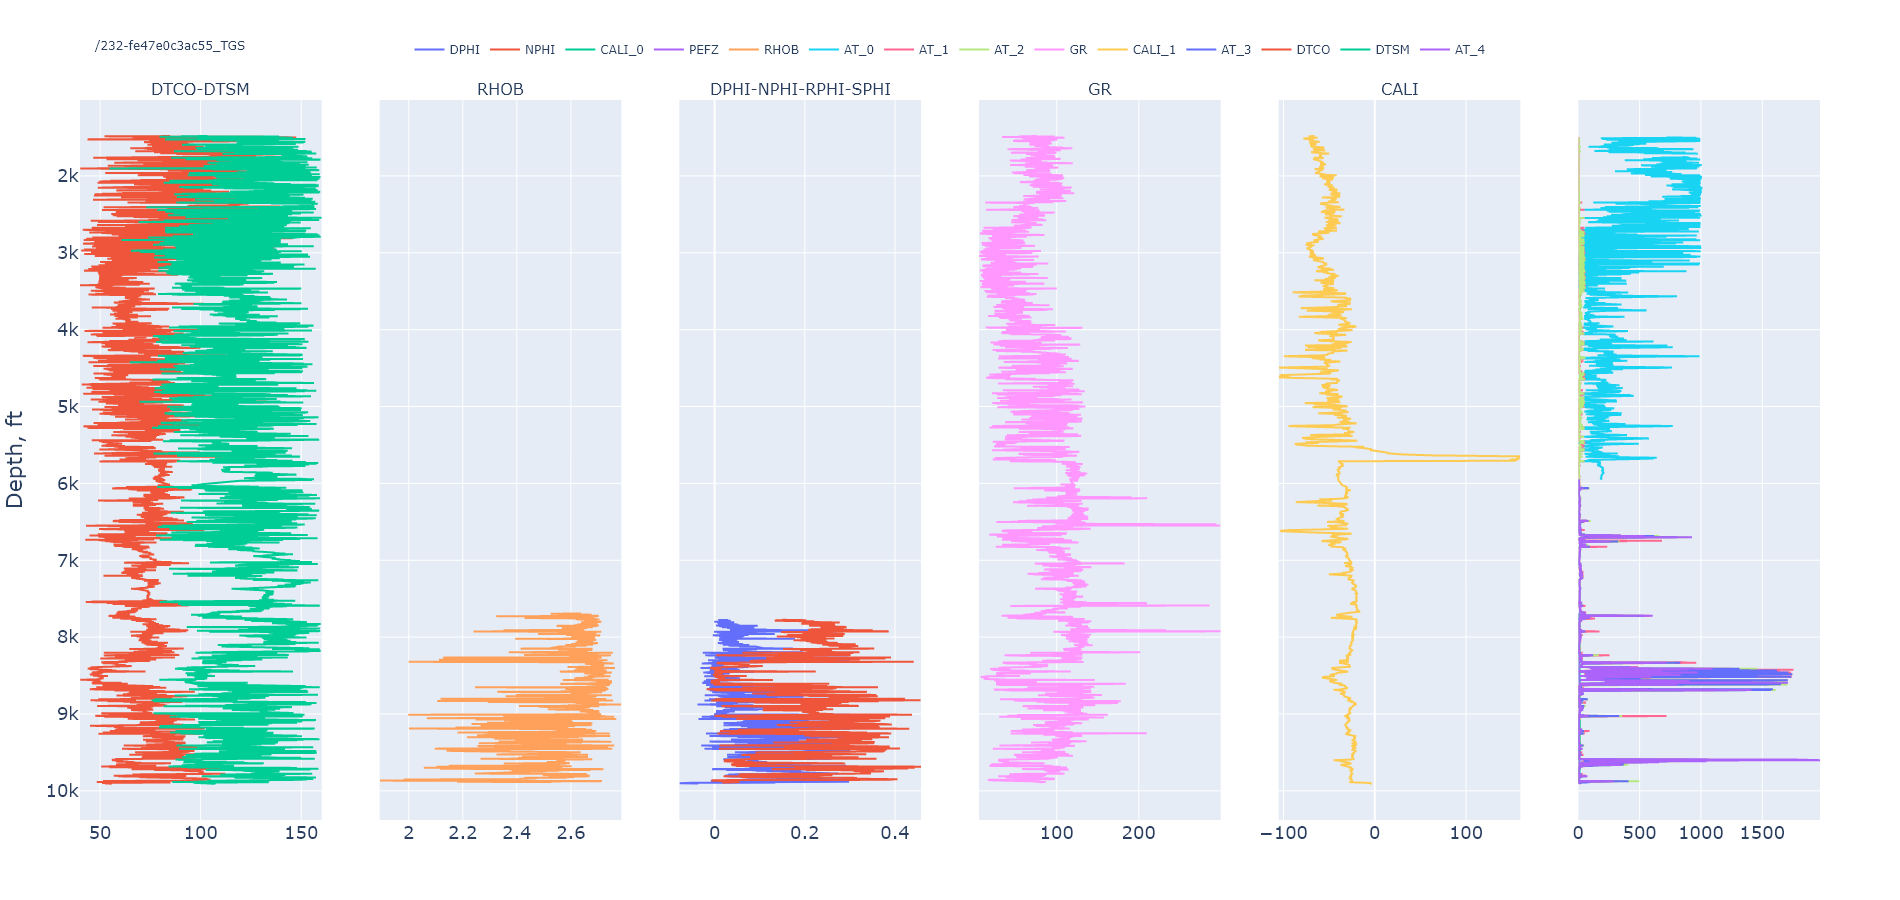 /232-fe47e0c3ac55_TGS
DPHI NPHI CALI_0 PEFZ RHOB AT_0 AT_1 AT_2 GR CALI_1 AT_3 DTCO DTSM AT_4
DTCO-DTSM RHOB DPHI-NPHI-RPHI-SPHI GR CALI
Depth, ft
2k
3k
4k
5k
6k
7k
8k
9k
10k
50 100 150 2 2.2 2.4 2.6 0 0.2 0.4 100 200 −100 0 100 0 500 1000 1500